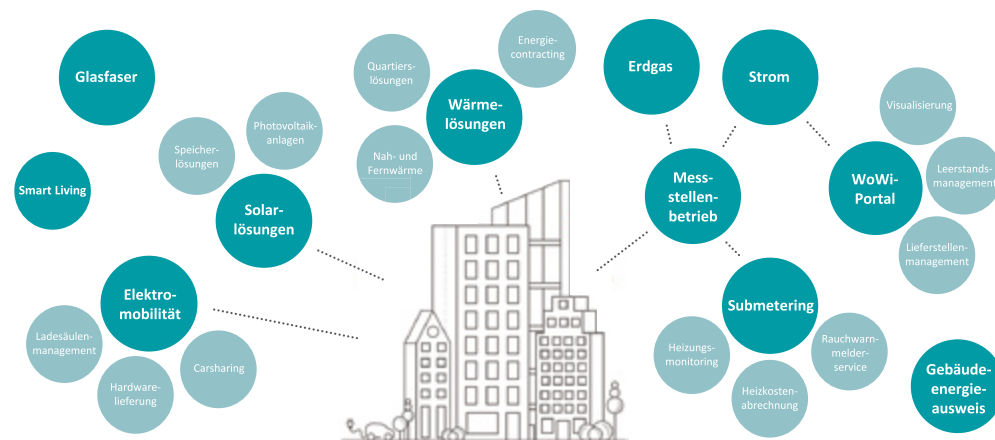 Glasfaser
Smart Living
Speicher-
lösungen
Photovoltaik-
anlagen
Solar-
lösungen
Elektro-
mobilität
Ladesäulen-
management
Hardware-
lieferung
Carsharing
Quartiers-
lösungen
Energie-
contracting
Wärme-
lösungen
Nah- und
Fernwärme
Erdgas
Strom
Mess-
stellen-
betrieb
Visualisierung
WoWi-
Portal
Leerstands-
management
Lieferstellen-
management
Submetering
Heizungs-
monitoring
Heizkosten-
abrechnung
Rauchwarn-
melder-
service
Gebäude-
energie-
ausweis